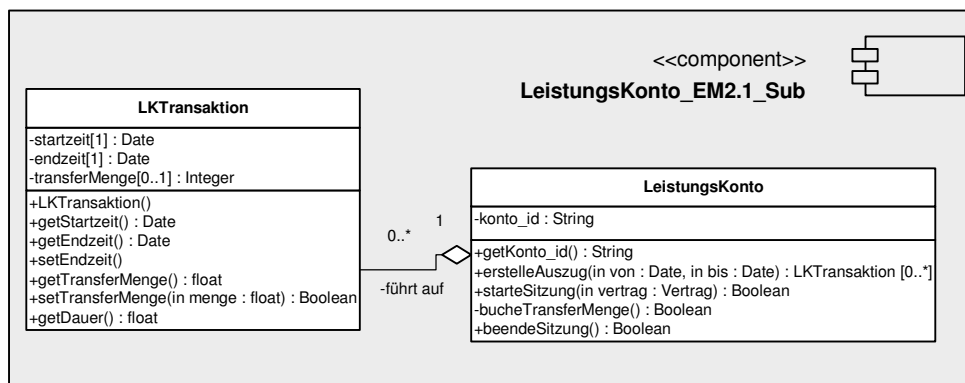 <<component>>
LeistungsKonto_EM2.1_Sub
LKTransaktion
-startzeit[1] : Date
-endzeit[1] : Date
-transferMenge[0..1] : Integer
+LKTransaktion()
+getStartzeit() : Date
+getEndzeit() : Date
+setEndzeit()
+getTransferMenge() : float
+setTransferMenge(in menge : float) : Boolean
+getDauer() : float
0..*
1
-führt auf
LeistungsKonto
-konto_id : String
+getKonto_id() : String
+erstelleAuszug(in von : Date, in bis : Date) : LKTransaktion [0..*]
+starteSitzung(in vertrag : Vertrag) : Boolean
-bucheTransferMenge() : Boolean
+beendeSitzung() : Boolean